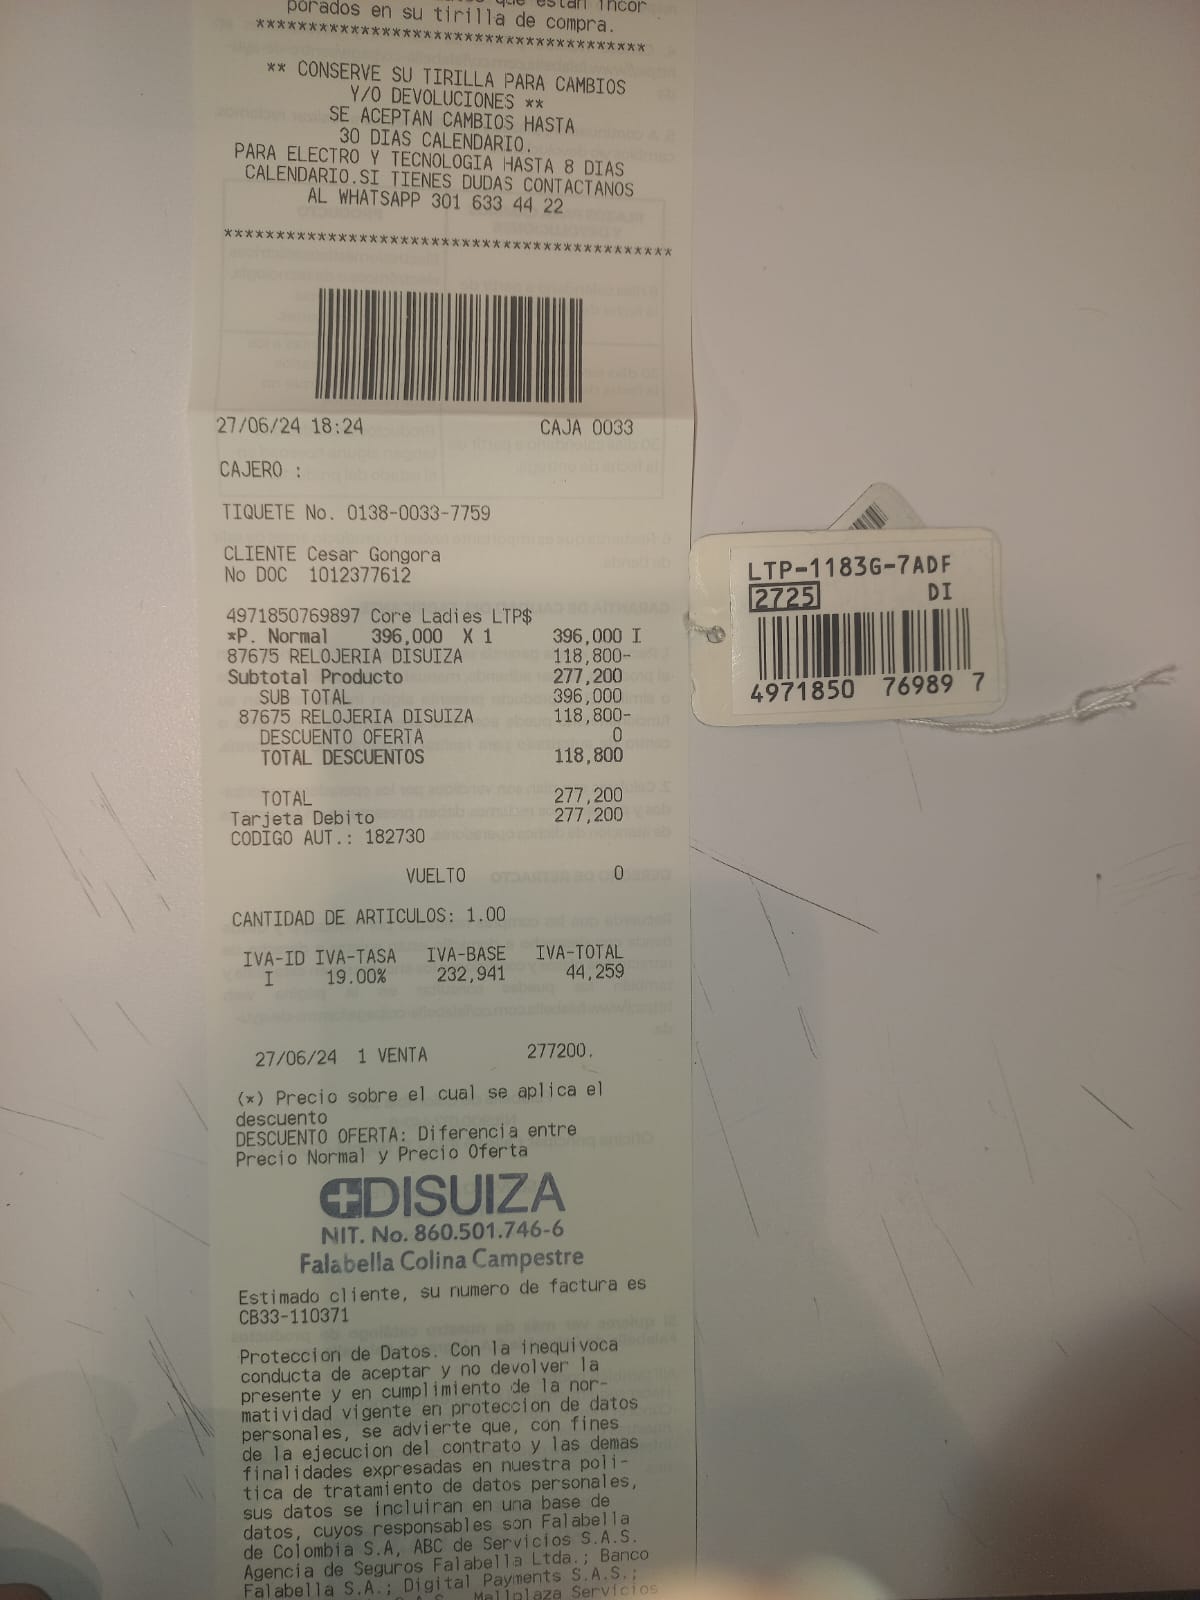 que estan incor
porados en su tirilla de compra.
*************************************
** CONSERVE SU TIRILLA PARA CAMBIOS
Y/O DEVOLUCIONES **
SE ACEPTAN CAMBIOS HASTA
30 DIAS CALENDARIO.
PARA ELECTRO Y TECNOLOGIA HASTA 8 DIAS
CALENDARIO.SI TIENES DUDAS CONTACTANOS
AL WHATSAPP 301 633 44 22
*******************************************
27/06/24 18:24 CAJA 0033
CAJERO :
TIQUETE No. 0138-0033-7759
CLIENTE Cesar Gongora
No DOC 1012377612
4971850769897 Core Ladies LTP$
*P. Normal 396,000 X 1 396,000 I
87675 RELOJERIA DISUIZA 118,800-
Subtotal Producto 277,200
SUB TOTAL 396,000
87675 RELOJERIA DISUIZA 118,800-
DESCUENTO OFERTA 0
TOTAL DESCUENTOS 118,800
TOTAL 277,200
Tarjeta Debito 277,200
CODIGO AUT.: 182730
VUELTO 0
CANTIDAD DE ARTICULOS: 1.00
IVA-ID IVA-TASA IVA-BASE IVA-TOTAL
I 19.00% 232,941 44,259
27/06/24 1 VENTA 277200.
(*) Precio sobre el cual se aplica el
descuento
DESCUENTO OFERTA: Diferencia entre
Precio Normal y Precio Oferta
DISUIZA
NIT. No. 860.501.746-6
Falabella Colina Campestre
Estimado cliente, su numero de factura es
CB33-110371
Proteccion de Datos. Con la inequivoca
conducta de aceptar y no devolver la
presente y en cumplimiento de la nor-
matividad vigente en proteccion de datos
personales, se advierte que, con fines
de la ejecucion del contrato y las demas
finalidades expresadas en nuestra poli-
tica de tratamiento de datos personales,
sus datos se incluiran en una base de
datos, cuyos responsables son Falabella
de Colombia S.A, ABC de Servicios S.A.S.
Agencia de Seguros Falabella Ltda.; Banco
Falabella S.A.; Digital Payments S.A.S.;
Mallplaza Servicios
LTP-1183G-7ADF
2725 DI
4971850 76989 7